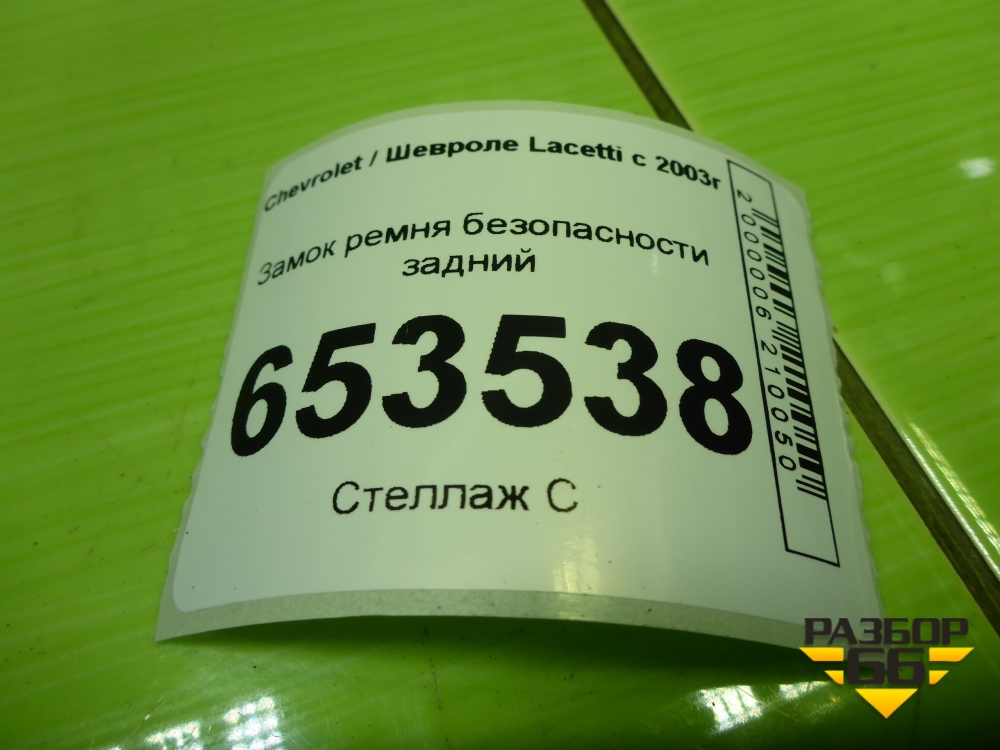 Chevrolet / Шевроле Lacetti с 2003г
Замок ремня безопасности
задний
653538
Стеллаж С
2000006210050
РАЗБОР
66